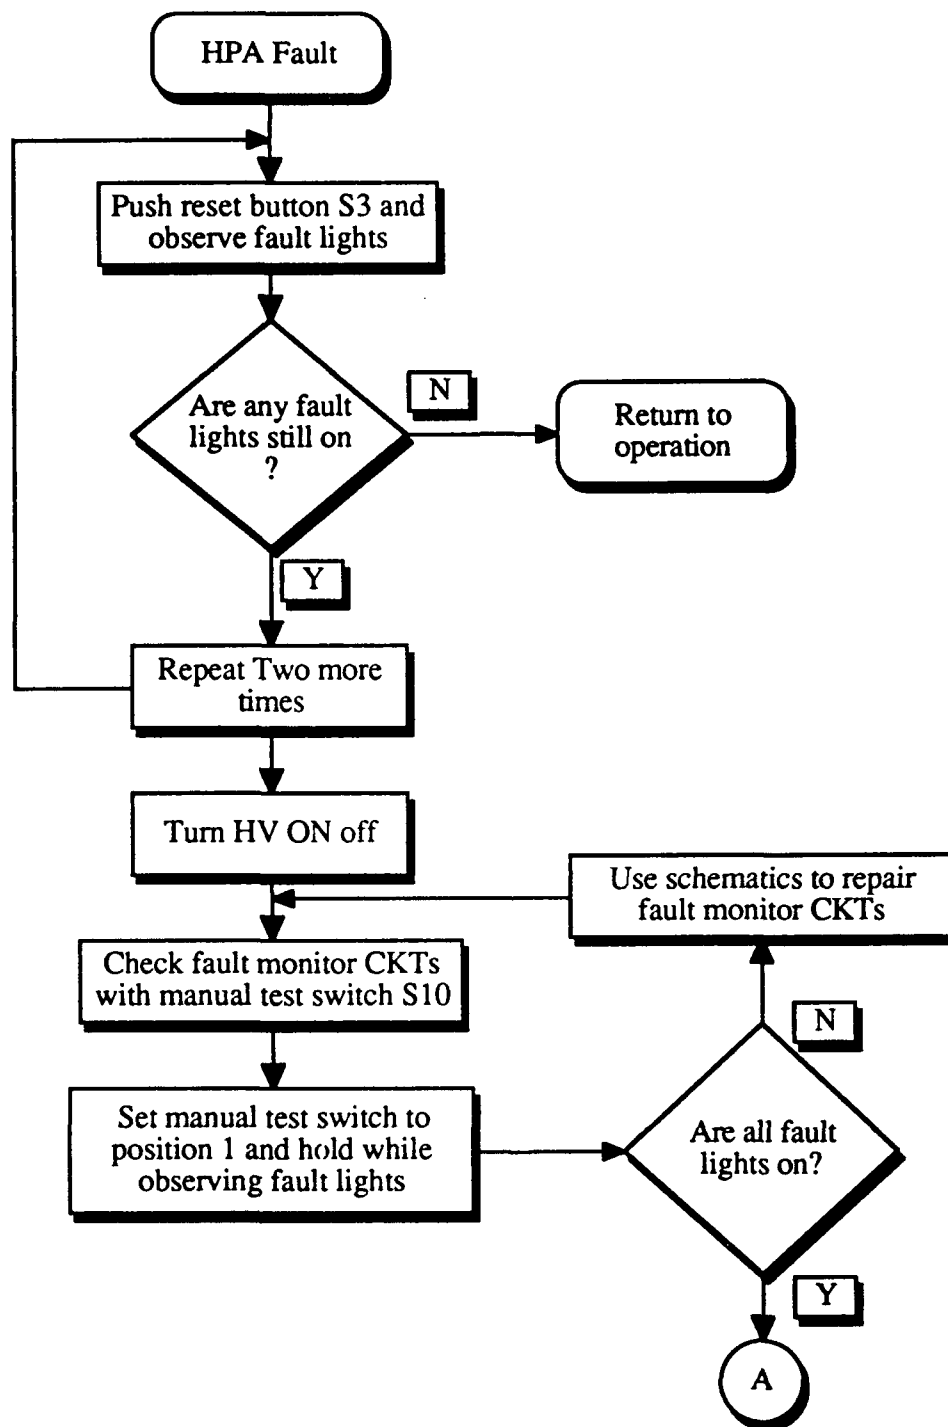 HPA Fault
Push reset button S3 and
observe fault lights
Are any fault
lights still on
?
N
Return to
operation
Y
Repeat Two more
times
Turn HV ON off
Use schematics to repair
fault monitor CKTs
Check fault monitor CKTs
with manual test switch S10
N
Set manual test switch to
position 1 and hold while
observing fault lights
Are all fault
lights on?
Y
A